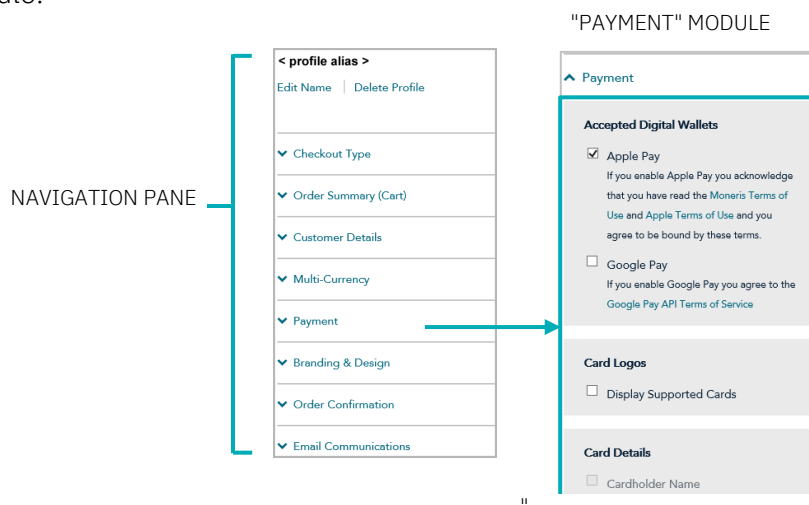 "PAYMENT" MODULE
< profile alias >
Edit Name | Delete Profile
Checkout Type
Order Summary (Cart)
Customer Details
Multi-Currency
Payment
Branding & Design
Order Confirmation
Email Communications
NAVIGATION PANE
Payment
Accepted Digital Wallets
Apple Pay
If you enable Apple Pay you acknowledge
that you have read the Moneris Terms of
Use and Apple Terms of Use and you
agree to be bound by these terms.
Google Pay
If you enable Google Pay you agree to the
Google Pay API Terms of Service
Card Logos
Display Supported Cards
Card Details
Cardholder Name